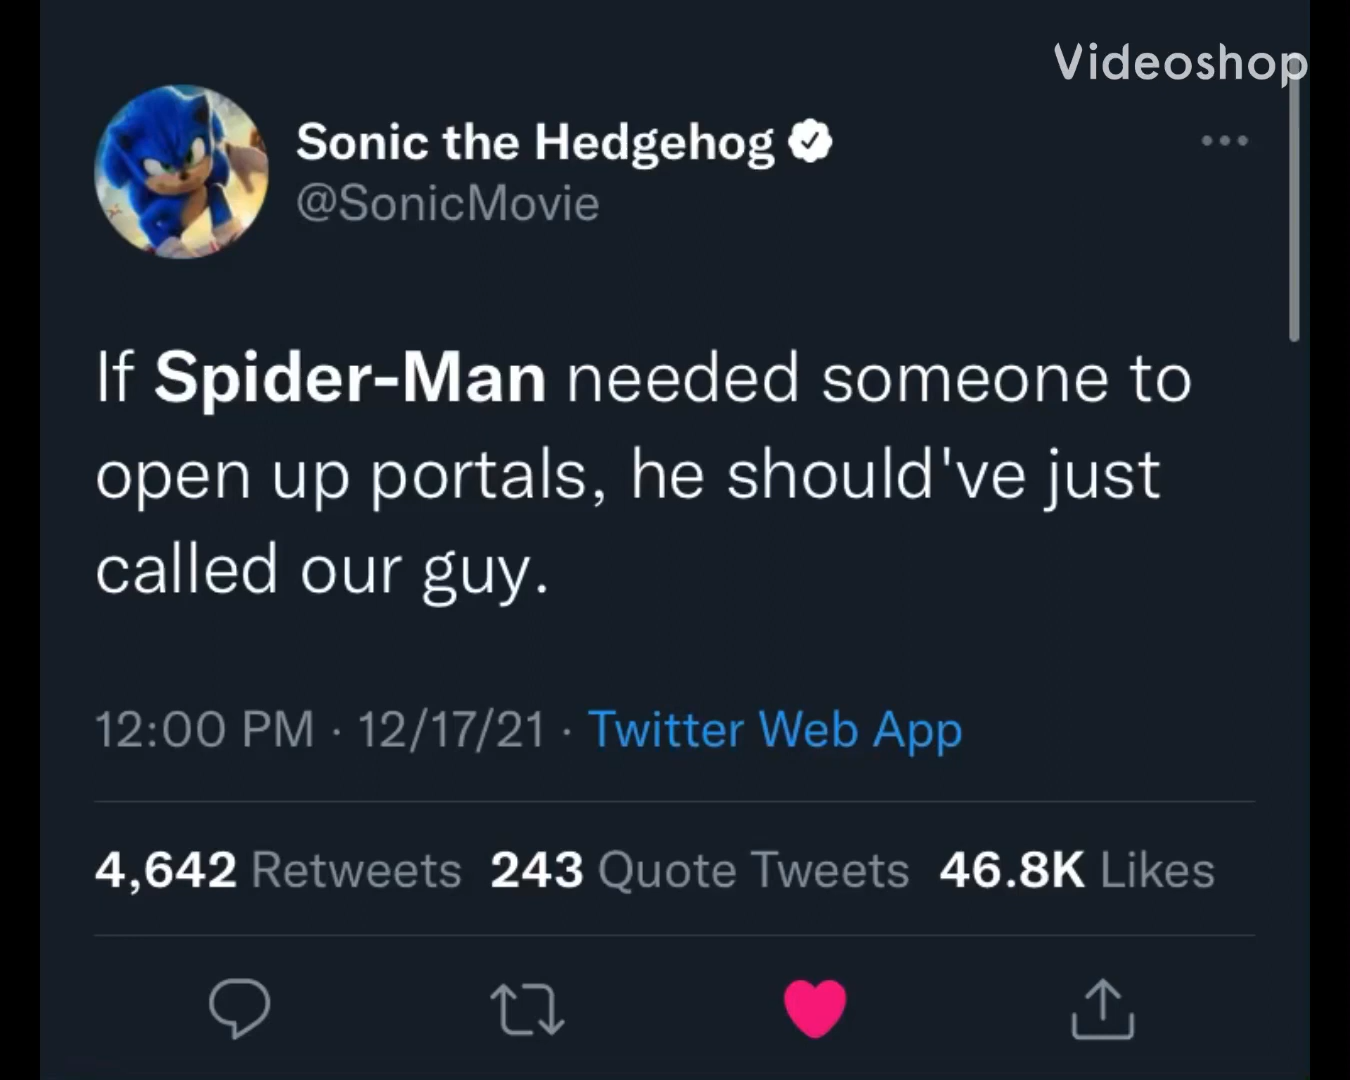 Videoshop
Sonic the Hedgehog
@SonicMovie
If Spider-Man needed someone to
open up portals, he should've just
called our guy.
12:00 PM · 12/17/21 · Twitter Web App
4,642 Retweets 243 Quote Tweets 46.8K Likes